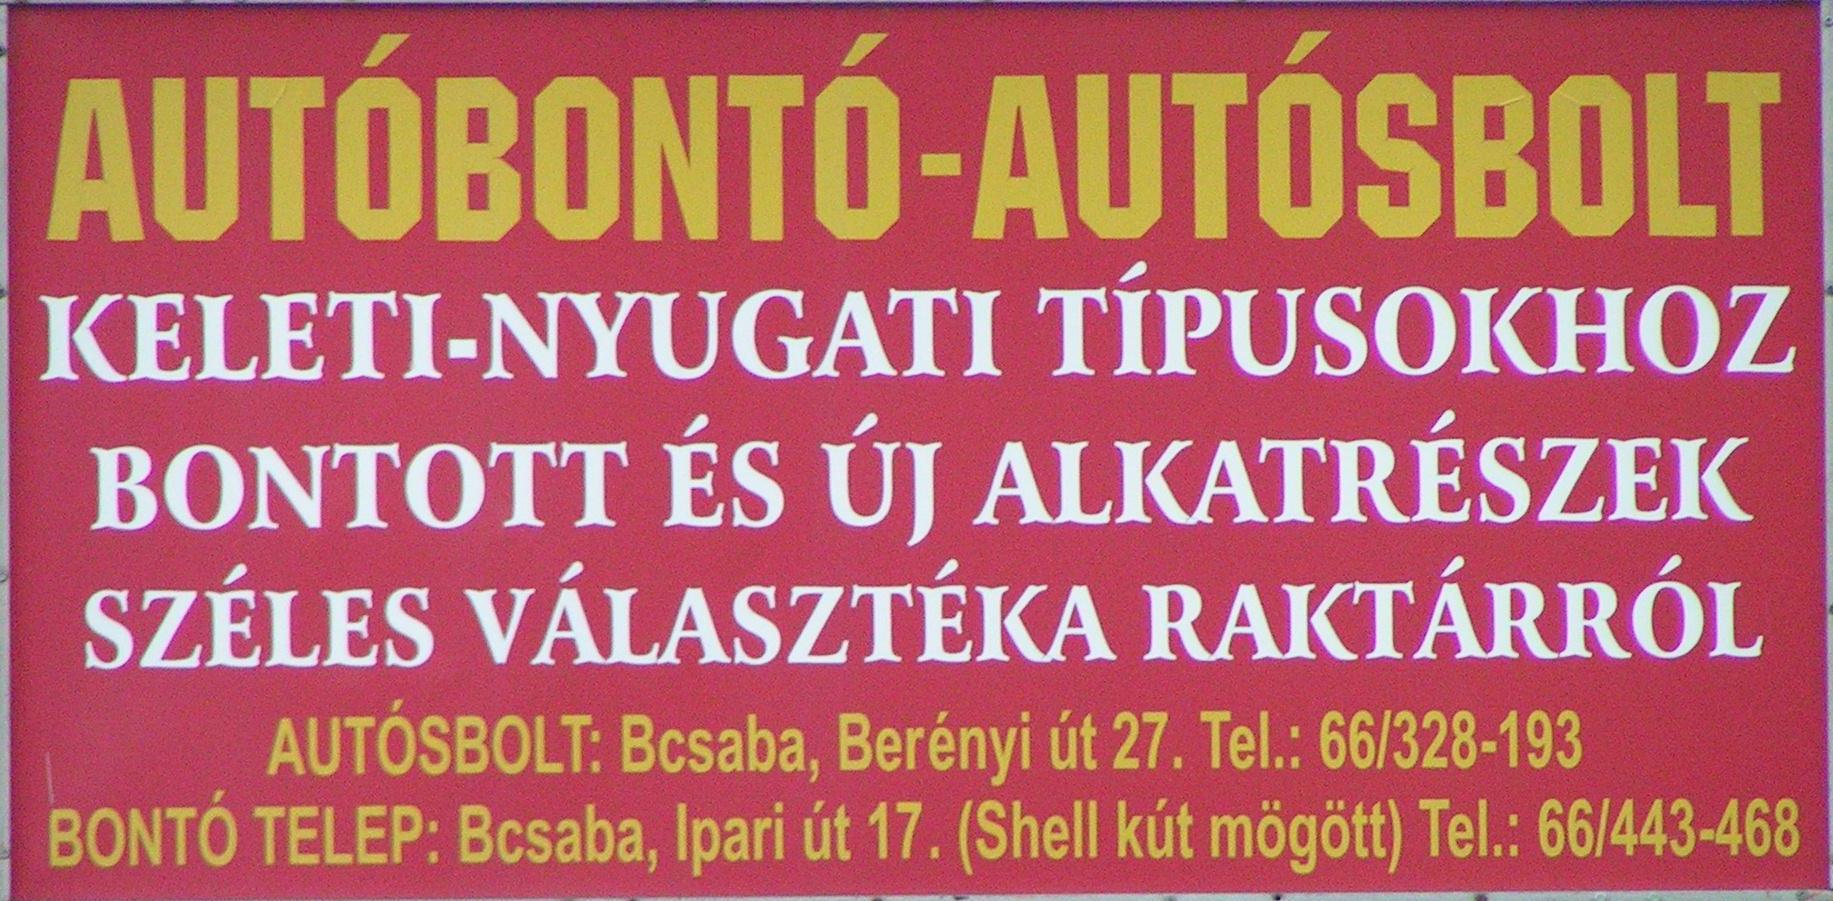 AUTÓBONTÓ-AUTÓSBOLT
KELETI-NYUGATI TÍPUSOKHOZ
BONTOTT ÉS ÚJ ALKATRÉSZEK
SZÉLES VÁLASZTÉKA RAKTÁRRÓL
AUTÓSBOLT: Bcsaba, Berényi út 27. Tel.: 66/328-193
BONTÓ TELEP: Bcsaba, Ipari út 17. (Shell kút mögött) Tel.: 66/443-468